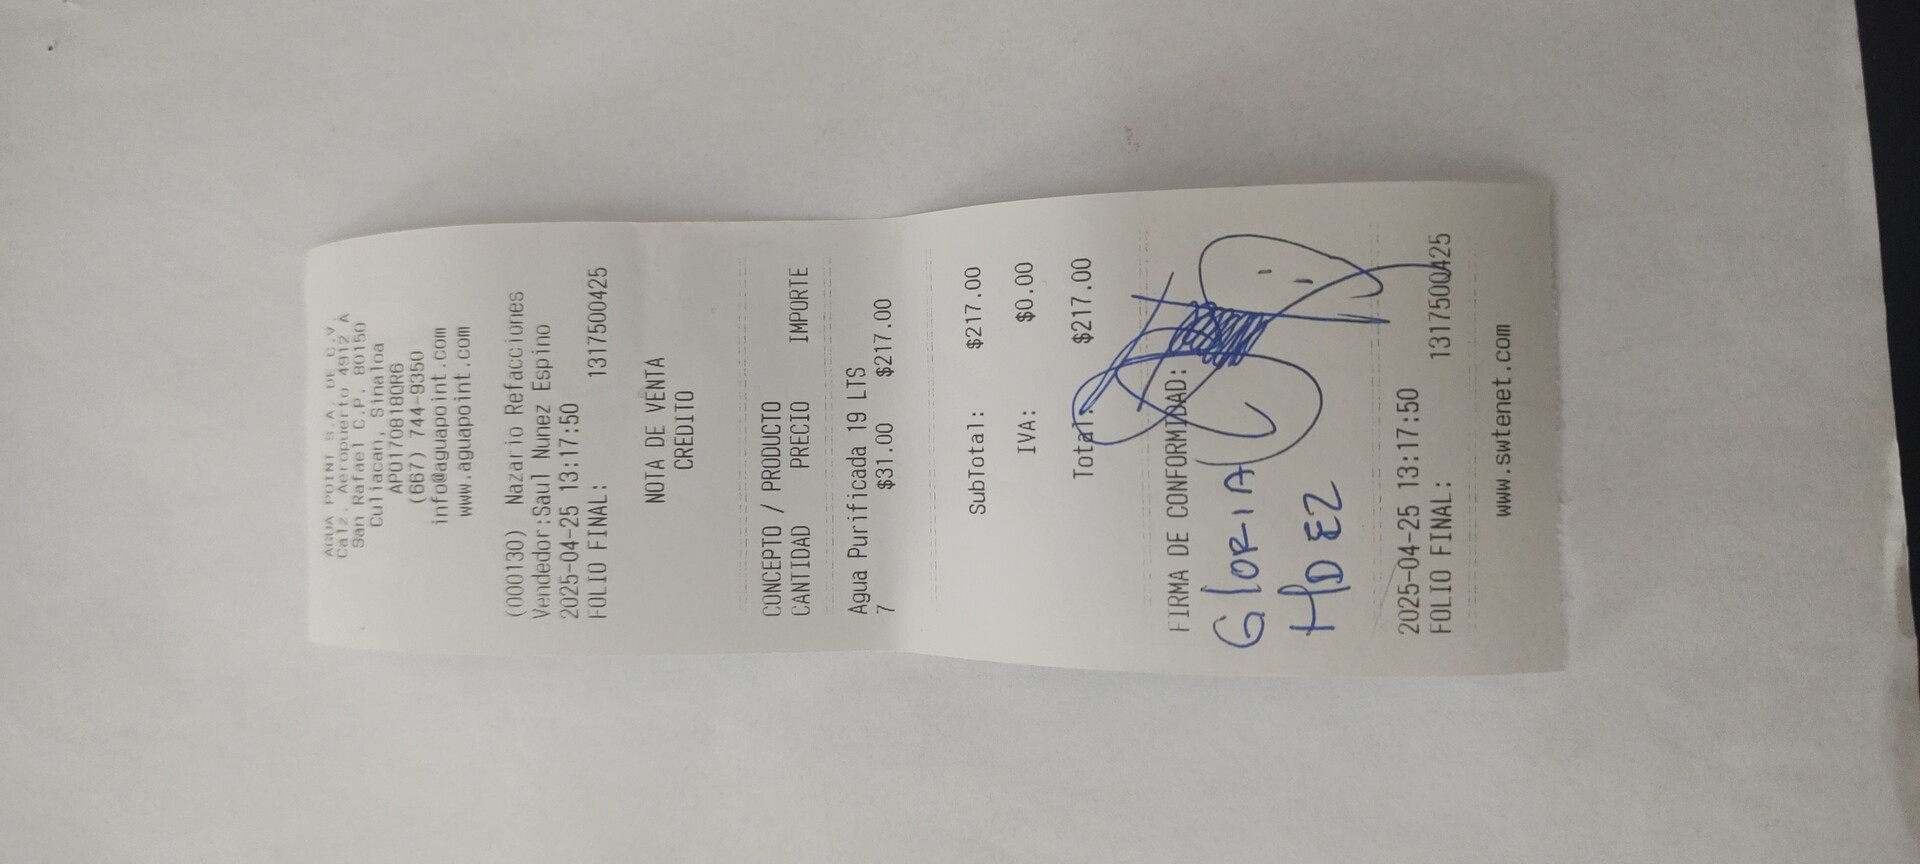 AGUA POINT S.A. DE C.V.
Calz. Aeropuerto 4912 A
San Rafael C.P. 80150
Culiacan, Sinaloa
APO170818QR6
(667) 744-9350
info@aguapoint.com
www.aguapoint.com
(000130) Nazario Refacciones
Vendedor:Saul Nunez Espino
2025-04-25 13:17:50
FOLIO FINAL: 1317500425
NOTA DE VENTA
CREDITO
CONCEPTO / PRODUCTO
CANTIDAD PRECIO IMPORTE
Agua Purificada 19 LTS
7 $31.00 $217.00
SubTotal: $217.00
IVA: $0.00
Total: $217.00
FIRMA DE CONFORMIDAD:
GlORIA
HDEZ
2025-04-25 13:17:50
FOLIO FINAL: 1317500425
www.swtenet.com